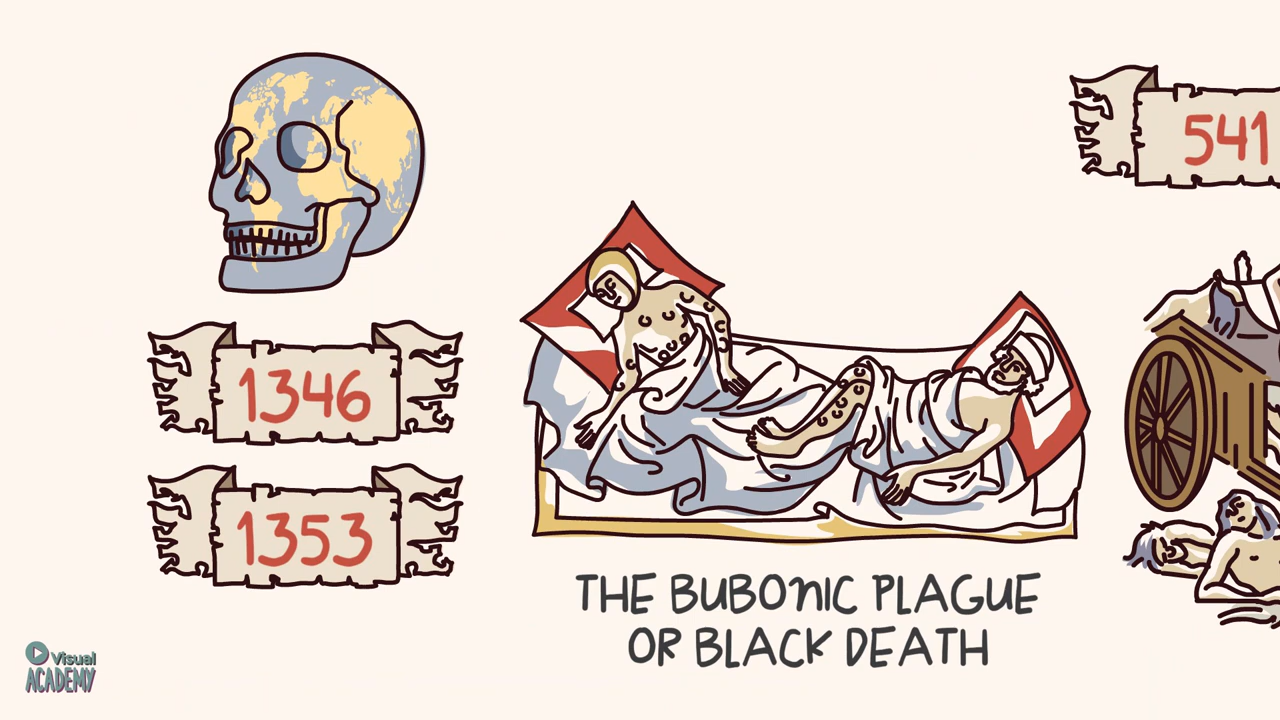 1346
1353
THE BUBONIC PLAGUE
OR BLACK DEATH
541
Visual
ACADEMY